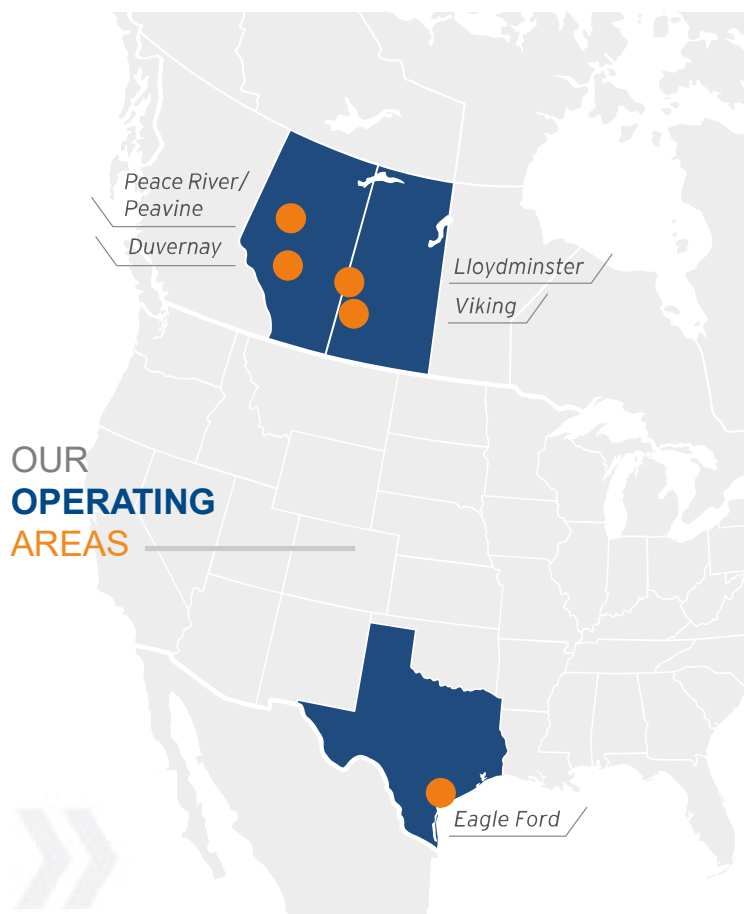 Peace River/
Peavine
Duvernay
Lloydminster
Viking
OUR
OPERATING
AREAS
Eagle Ford